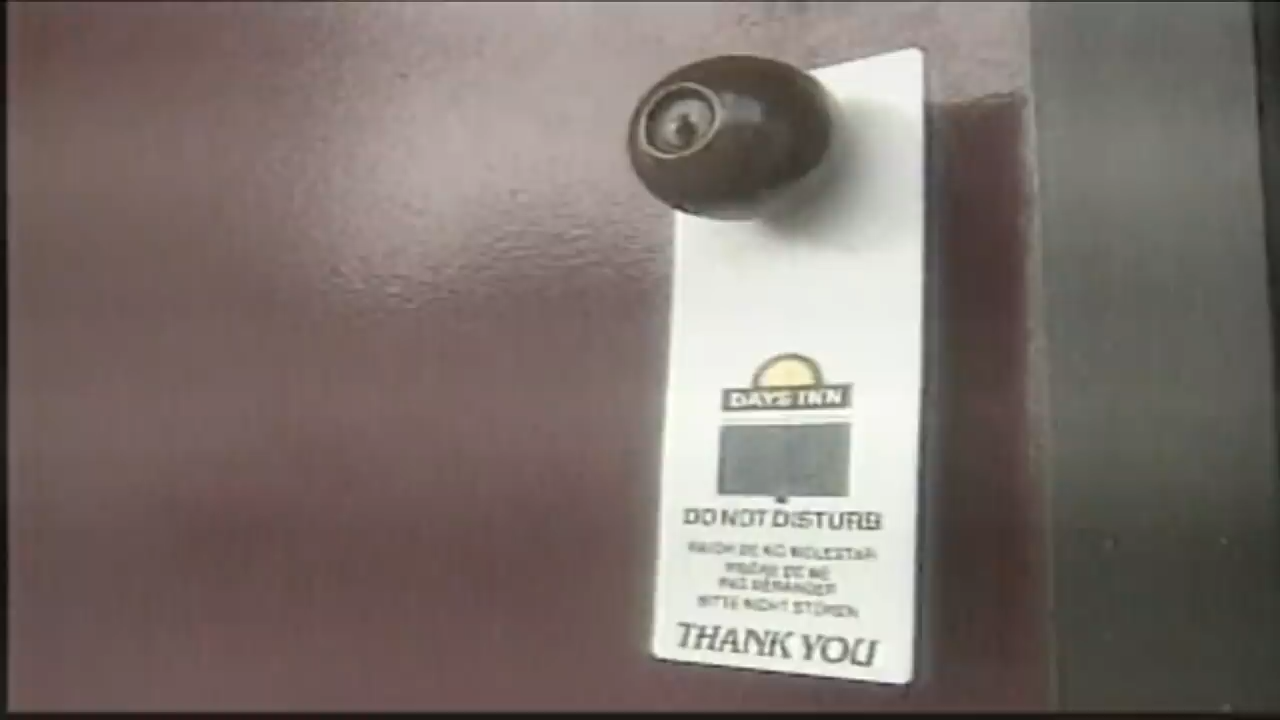 DAYS INN
DO NOT DISTURB
FAVOR DE NO MOLESTAR
PRIÈRE DE NE
PAS DÉRANGER
BITTE NICHT STÖREN
THANK YOU